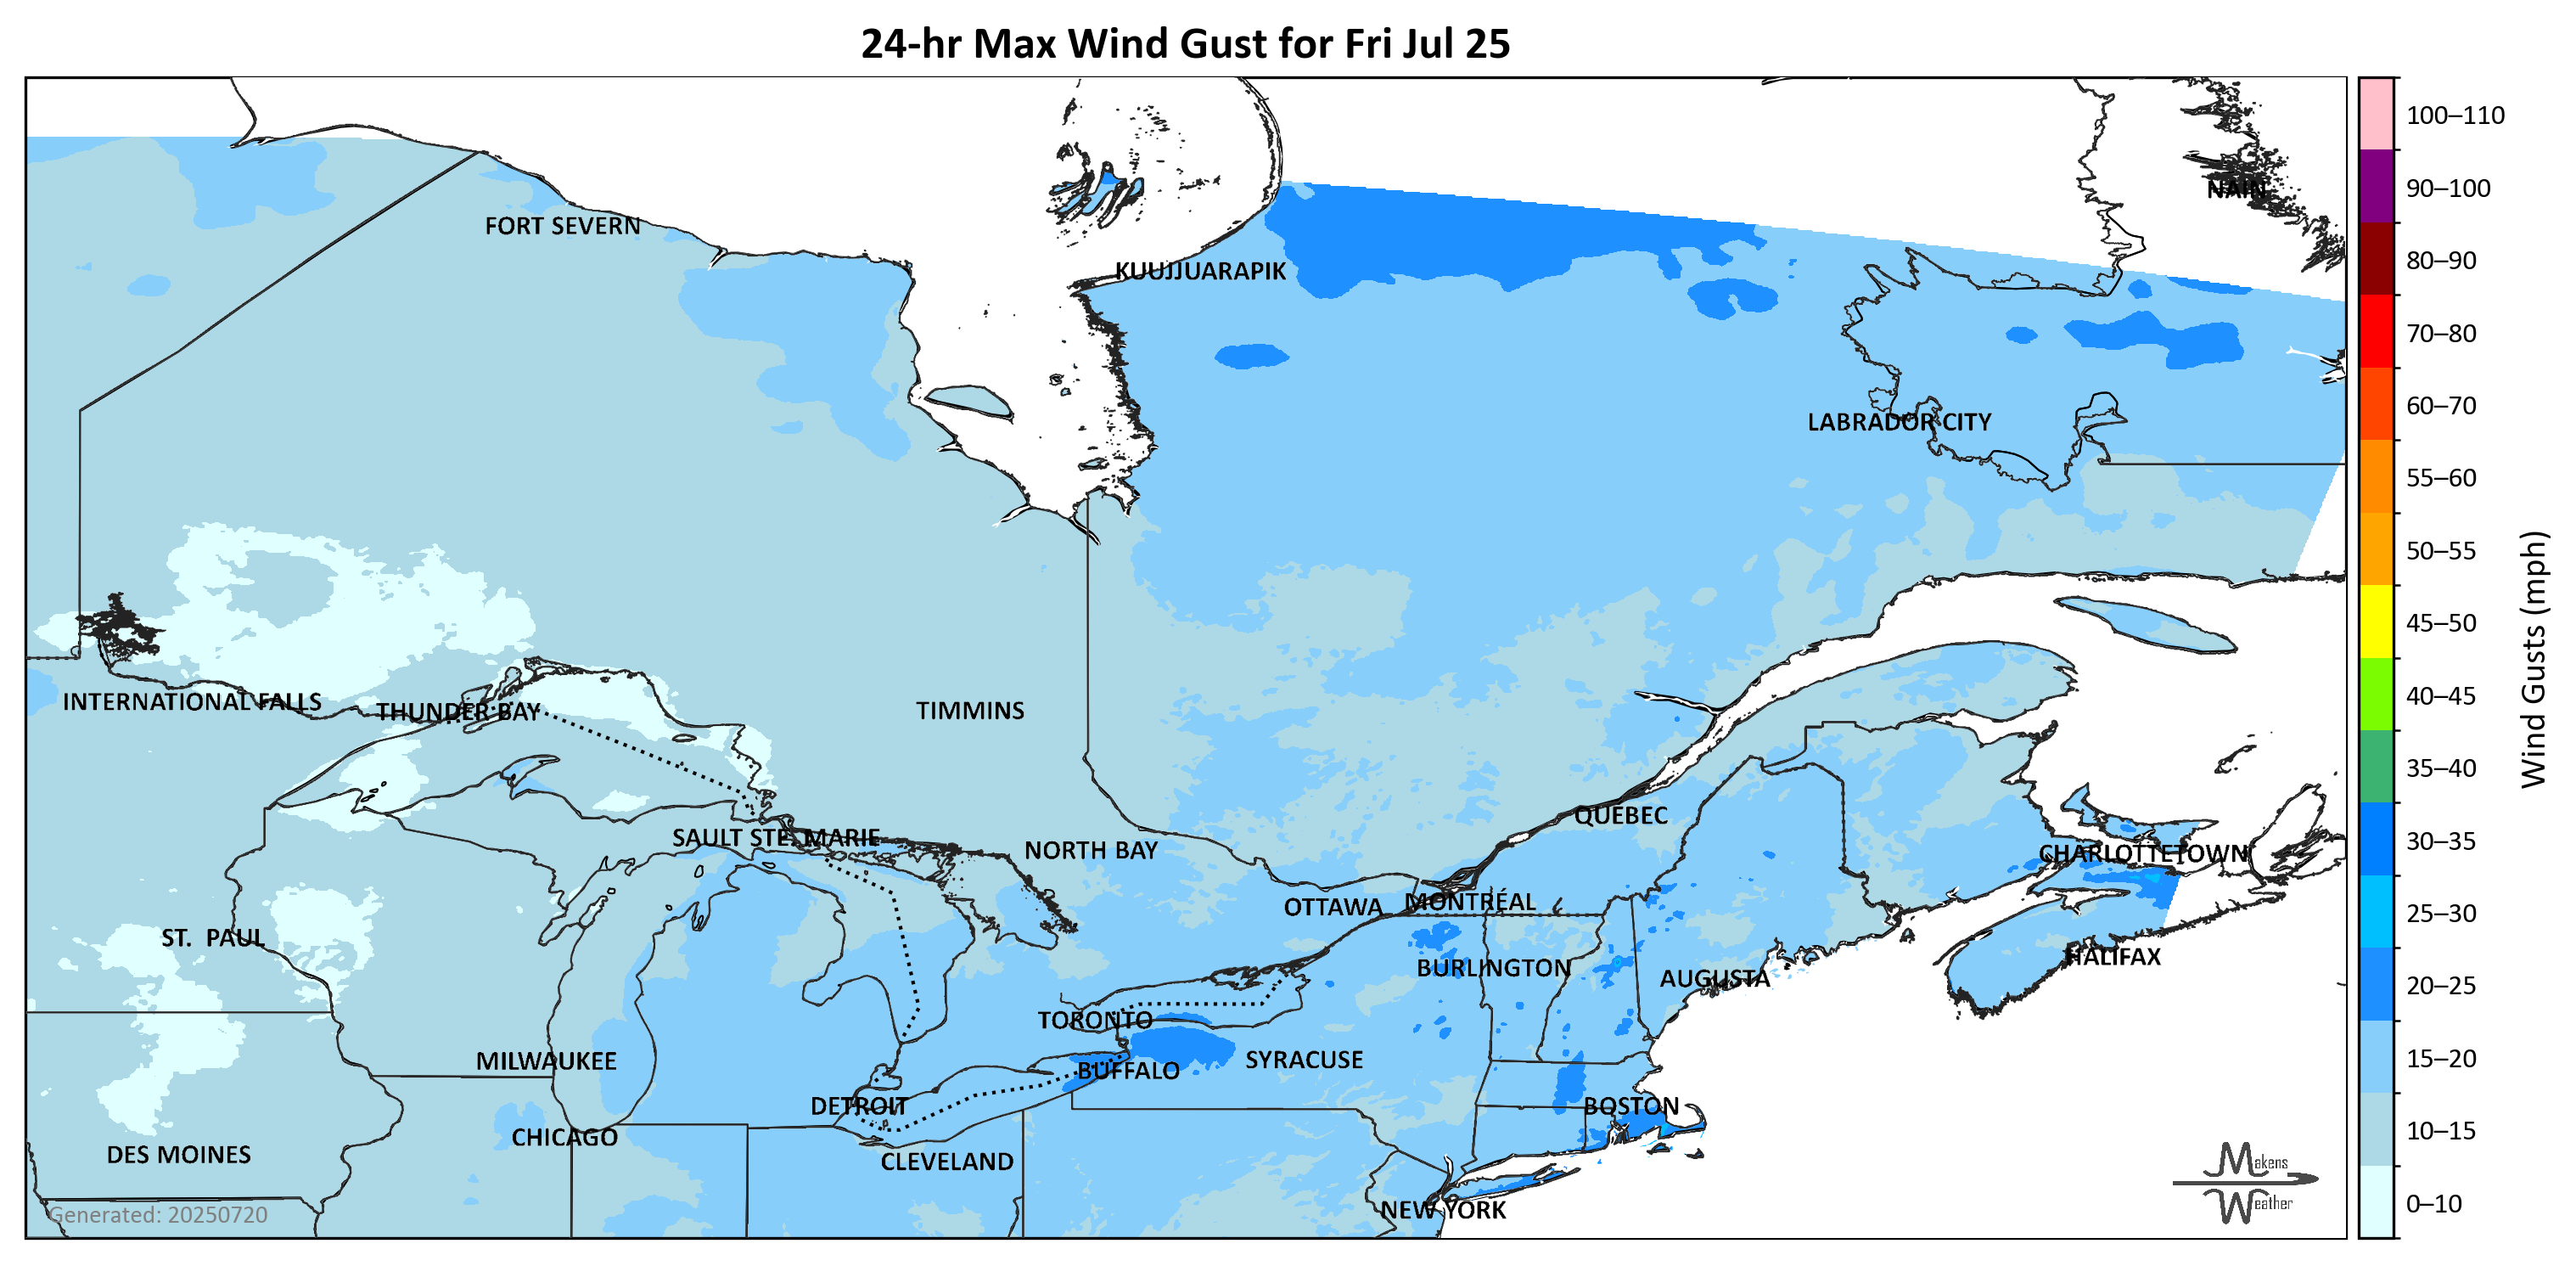 24-hr Max Wind Gust for Fri Jul 25
100–110
90–100
NAIN
FORT SEVERN
80–90
KUUJJUARAPIK
70–80
60–70
LABRADOR CITY
55–60
50–55
45–50
INTERNATIONAL FALLS
THUNDER BAY
TIMMINS
40–45
Wind Gusts (mph)
35–40
QUEBEC
SAULT STE. MARIE
30–35
NORTH BAY
CHARLOTTETOWN
OTTAWA
MONTRÉAL
25–30
ST. PAUL
HALIFAX
BURLINGTON
AUGUSTA
20–25
TORONTO
MILWAUKEE
SYRACUSE
15–20
BUFFALO
DETROIT
BOSTON
10–15
CHICAGO
DES MOINES
CLEVELAND
Makens
Weather
0–10
NEW YORK
Generated: 20250720